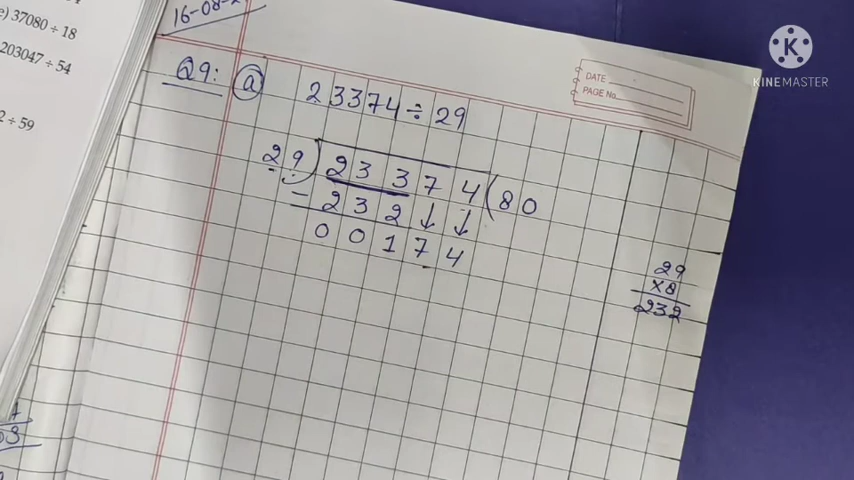 e) 37080 ÷ 18
203047 ÷ 54
2 ÷ 59
16-08-2
Q9: a 23374 ÷ 29
29) 23374 (80
- 232
00174
29
×8
232
DATE
PAGE No.
KINEMASTER